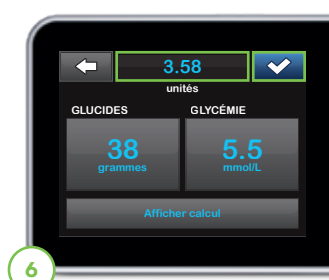 3.58
unités
GLUCIDES GLYCÉMIE
38 5.5
grammes mmol/L
Afficher calcul
6